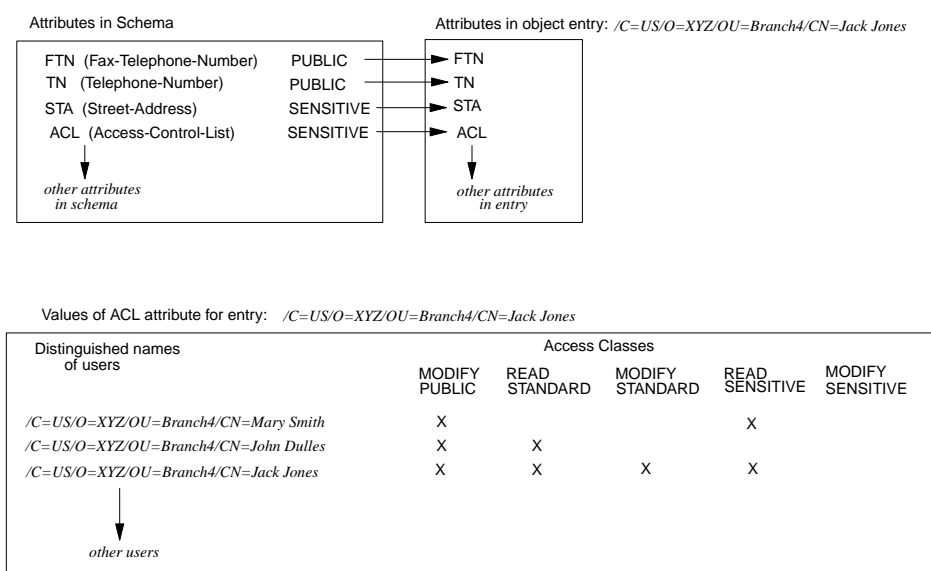 Attributes in Schema
Attributes in object entry: /C=US/O=XYZ/OU=Branch4/CN=Jack Jones
FTN (Fax-Telephone-Number) PUBLIC FTN
TN (Telephone-Number) PUBLIC TN
STA (Street-Address) SENSITIVE STA
ACL (Access-Control-List) SENSITIVE ACL
other attributes
in schema
other attributes
in entry
Values of ACL attribute for entry: /C=US/O=XYZ/OU=Branch4/CN=Jack Jones
Distinguished names
of users
Access Classes
MODIFY PUBLIC
READ STANDARD
MODIFY STANDARD
READ SENSITIVE
MODIFY SENSITIVE
/C=US/O=XYZ/OU=Branch4/CN=Mary Smith X X
/C=US/O=XYZ/OU=Branch4/CN=John Dulles X X
/C=US/O=XYZ/OU=Branch4/CN=Jack Jones X X X X
other users